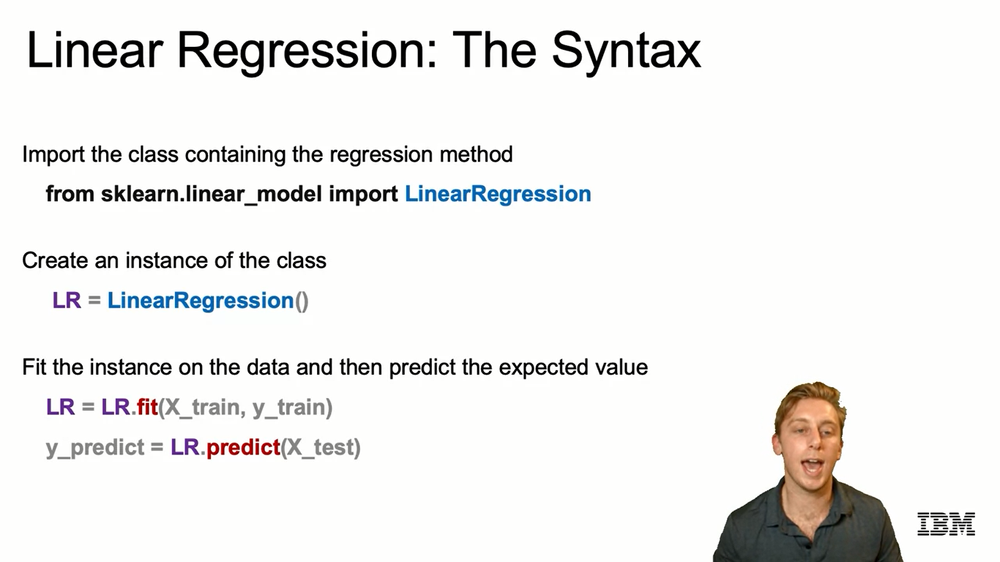 Linear Regression: The Syntax
Import the class containing the regression method
from sklearn.linear_model import LinearRegression
Create an instance of the class
LR = LinearRegression()
Fit the instance on the data and then predict the expected value
LR = LR.fit(X_train, y_train)
y_predict = LR.predict(X_test)
IBM